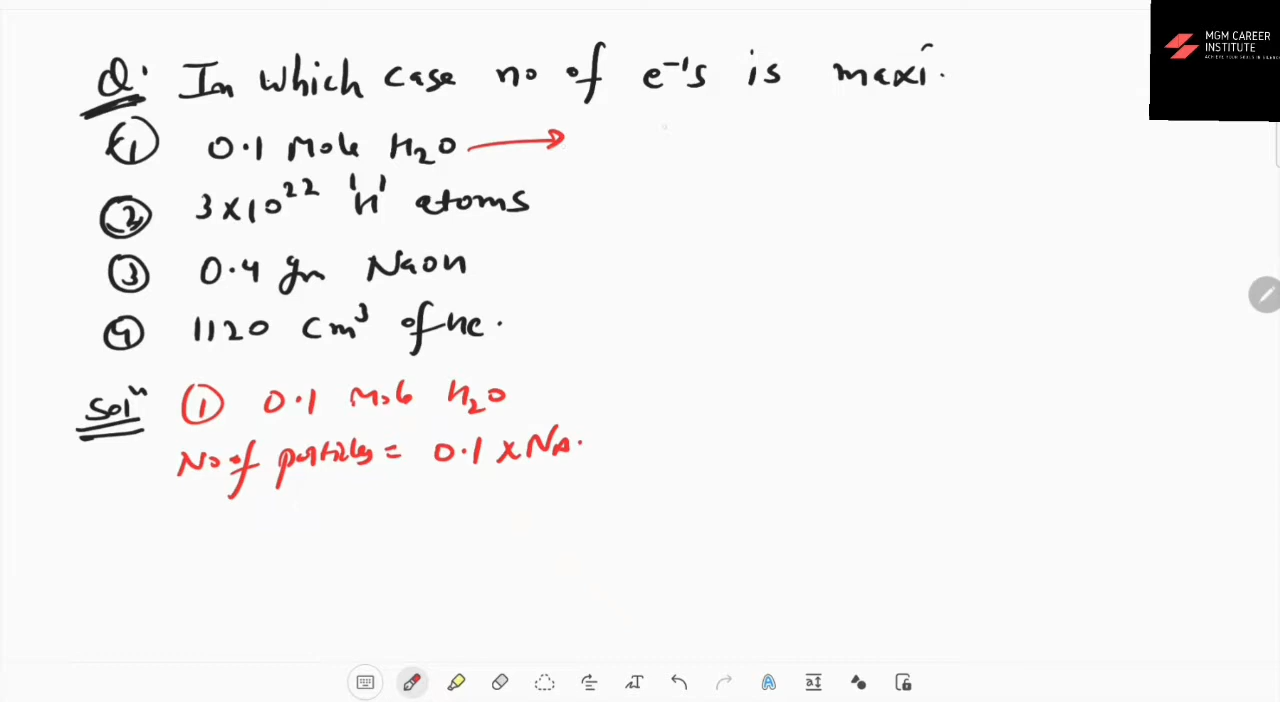 MGM CAREER
INSTITUTE
Q. In which case no of e⁻'s is maxi.
① 0.1 Mole H₂O →
② 3×10²² 'H' atoms
③ 0.4 gm NaOH
④ 1120 cm³ of He.
Solⁿ ① 0.1 Mole H₂O
No of particles = 0.1 × Nₐ.